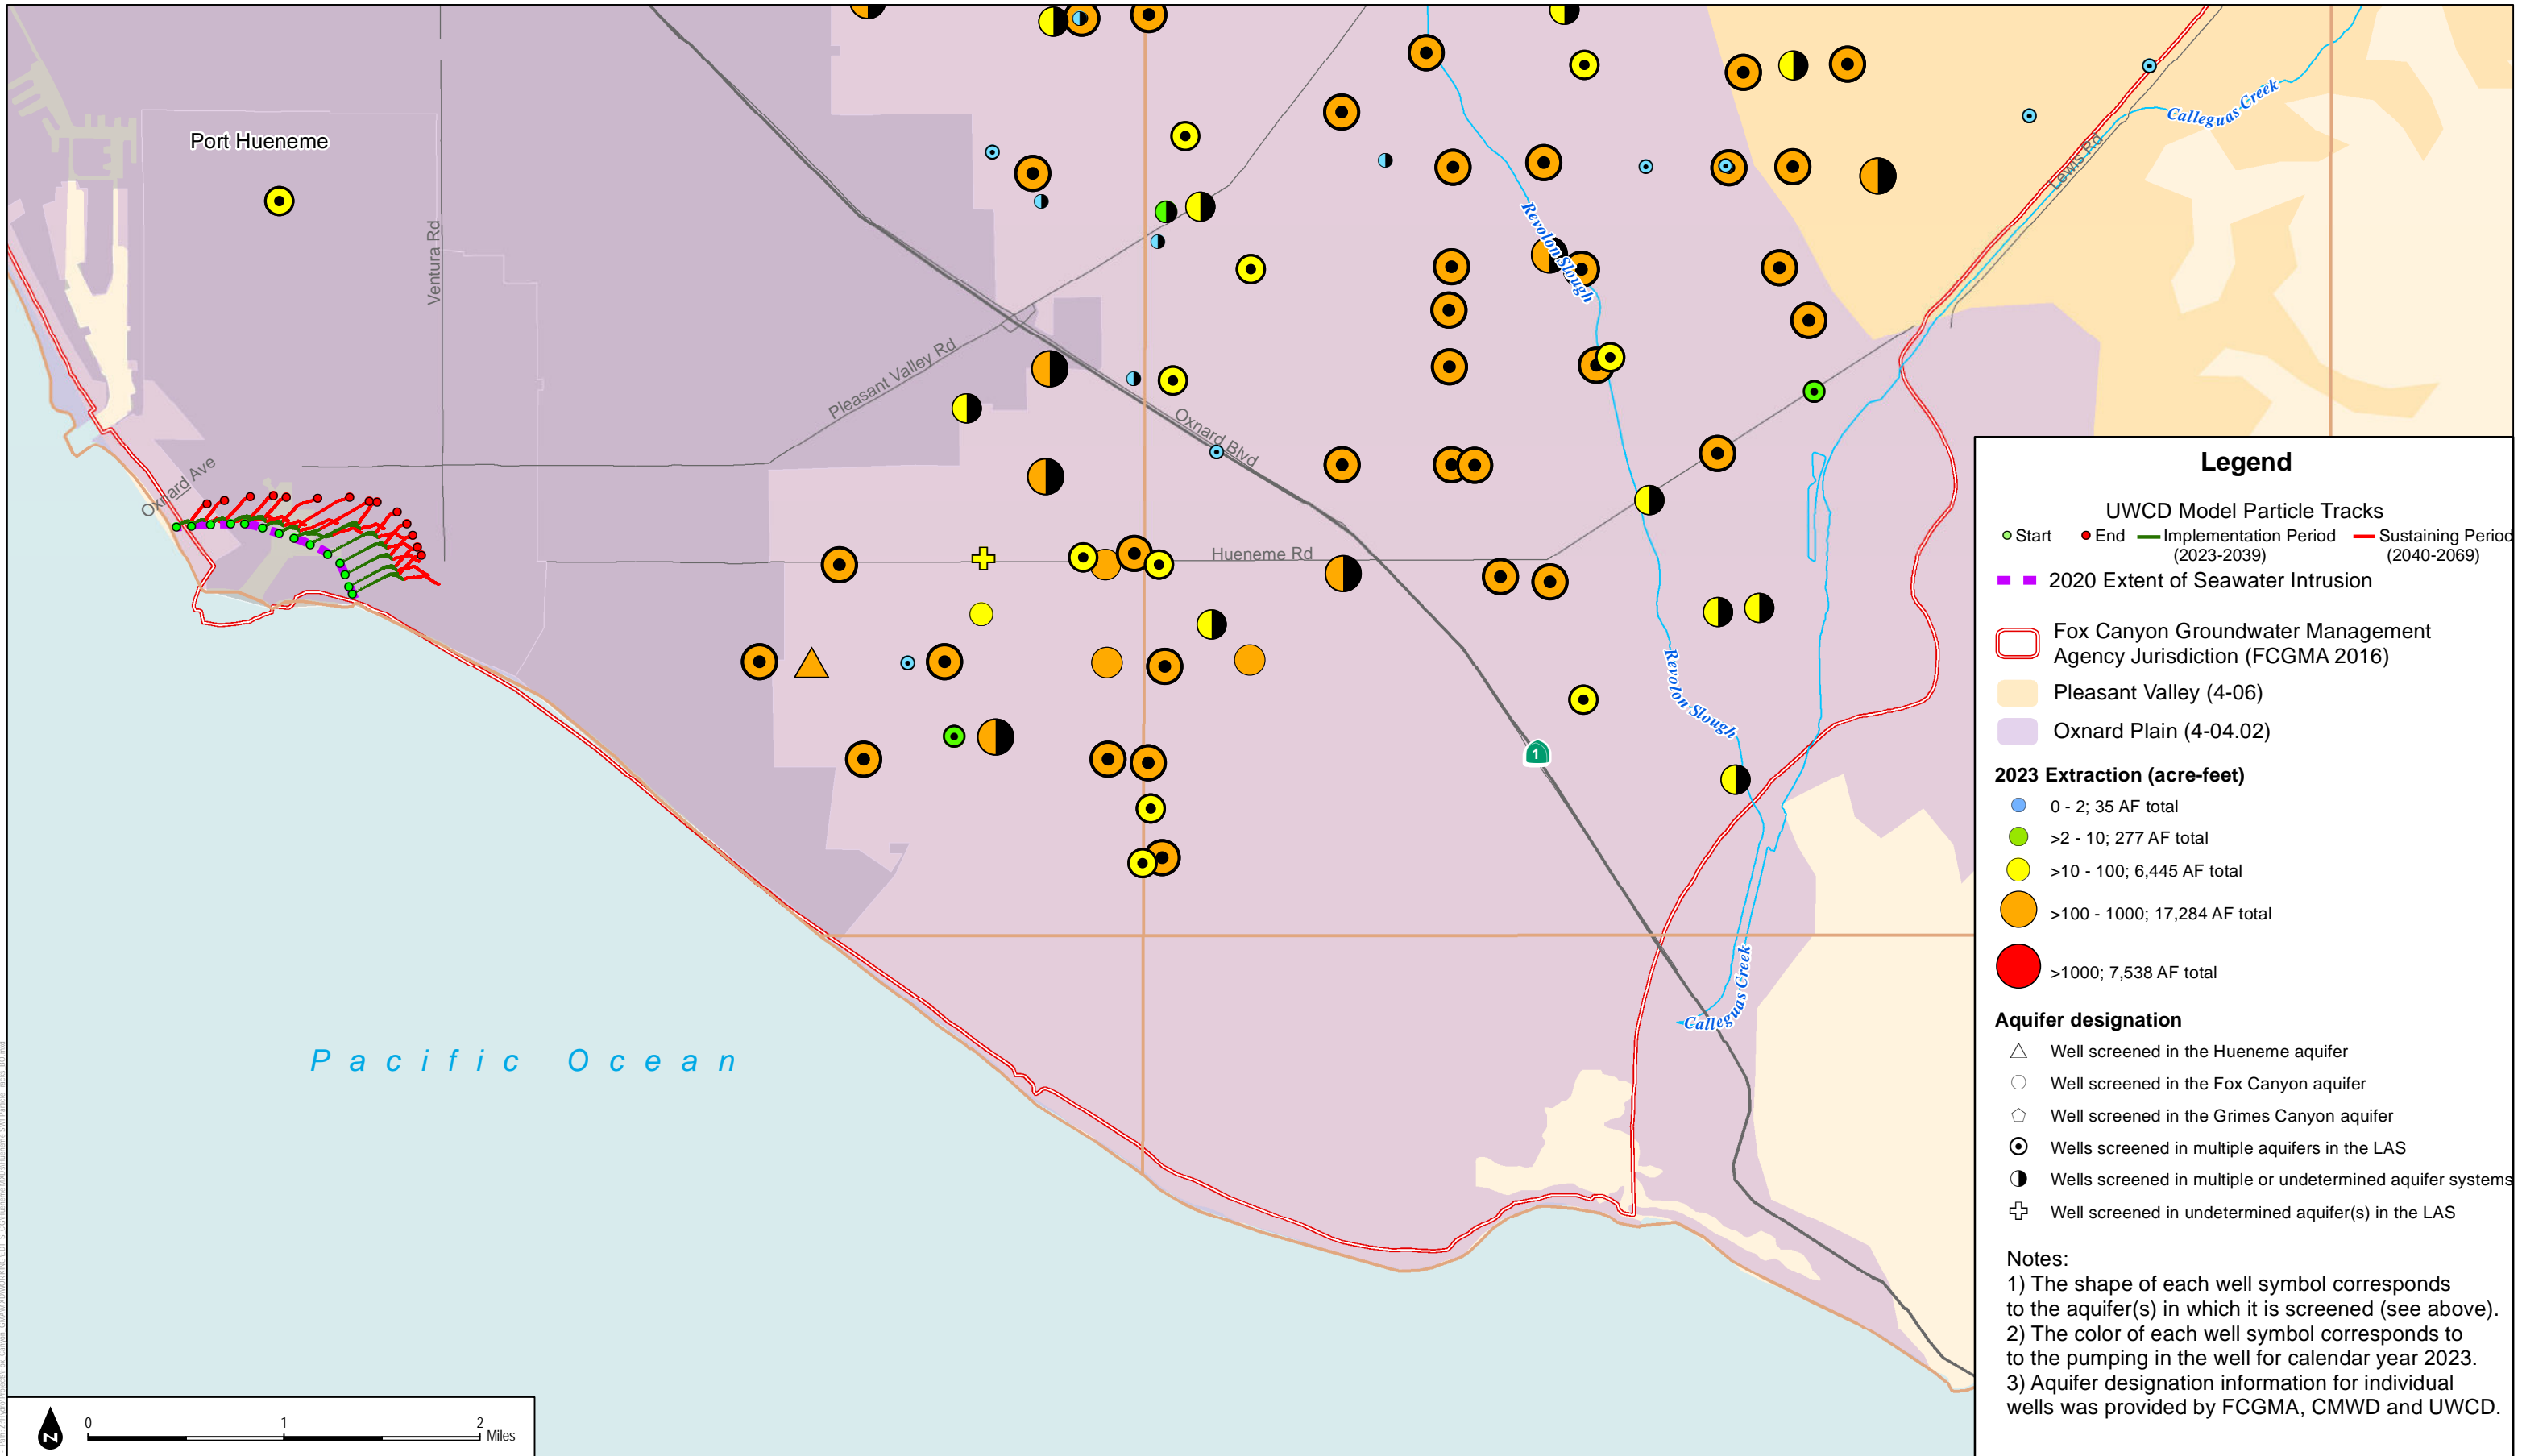 Port Hueneme
Ventura Rd
Oxnard Ave
Pleasant Valley Rd
Oxnard Blvd
Hueneme Rd
Revolon Slough
Revolon Slough
Calleguas Creek
Lewis Rd
Calleguas Creek
1
Pacific Ocean
N
0 1 2
Miles
Legend
UWCD Model Particle Tracks
Start End Implementation Period Sustaining Period
(2023-2039) (2040-2069)
2020 Extent of Seawater Intrusion
Fox Canyon Groundwater Management
Agency Jurisdiction (FCGMA 2016)
Pleasant Valley (4-06)
Oxnard Plain (4-04.02)
2023 Extraction (acre-feet)
0 - 2; 35 AF total
>2 - 10; 277 AF total
>10 - 100; 6,445 AF total
>100 - 1000; 17,284 AF total
>1000; 7,538 AF total
Aquifer designation
Well screened in the Hueneme aquifer
Well screened in the Fox Canyon aquifer
Well screened in the Grimes Canyon aquifer
Wells screened in multiple aquifers in the LAS
Wells screened in multiple or undetermined aquifer systems
Well screened in undetermined aquifer(s) in the LAS
Notes:
1) The shape of each well symbol corresponds
to the aquifer(s) in which it is screened (see above).
2) The color of each well symbol corresponds to
to the pumping in the well for calendar year 2023.
3) Aquifer designation information for individual
wells was provided by FCGMA, CMWD and UWCD.